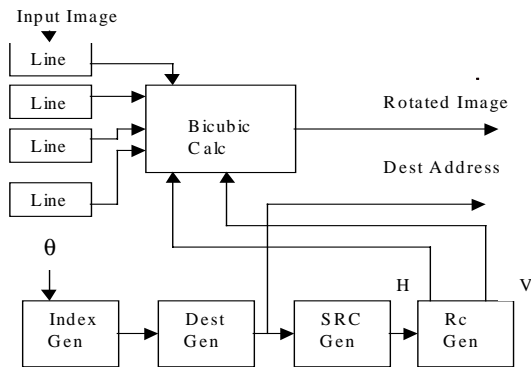 Input Image
Line
Line
Line
Line
Bicubic
Calc
Rotated Image
Dest Address
θ
H
V
Index
Gen
Dest
Gen
SRC
Gen
Rc
Gen